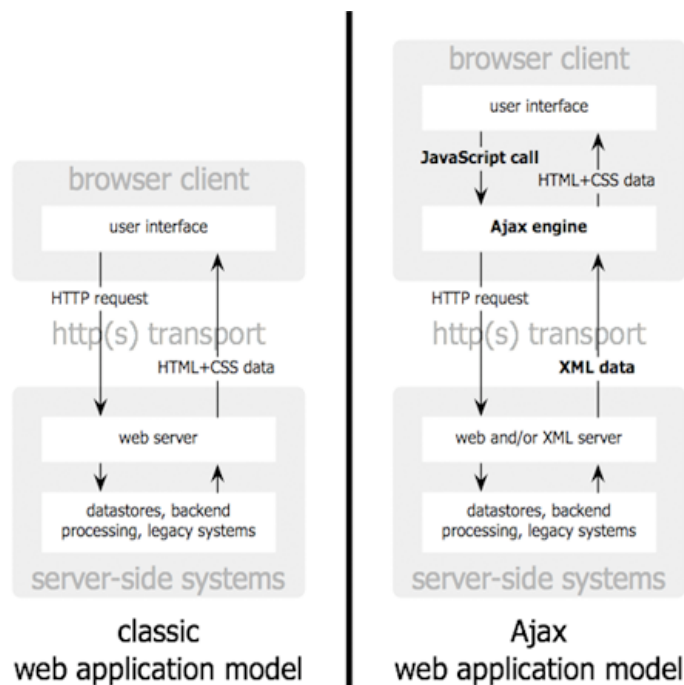 browser client
user interface
HTTP request
http(s) transport
HTML+CSS data
web server
datastores, backend
processing, legacy systems
server-side systems
classic
web application model
browser client
user interface
JavaScript call
HTML+CSS data
Ajax engine
HTTP request
http(s) transport
XML data
web and/or XML server
datastores, backend
processing, legacy systems
server-side systems
Ajax
web application model